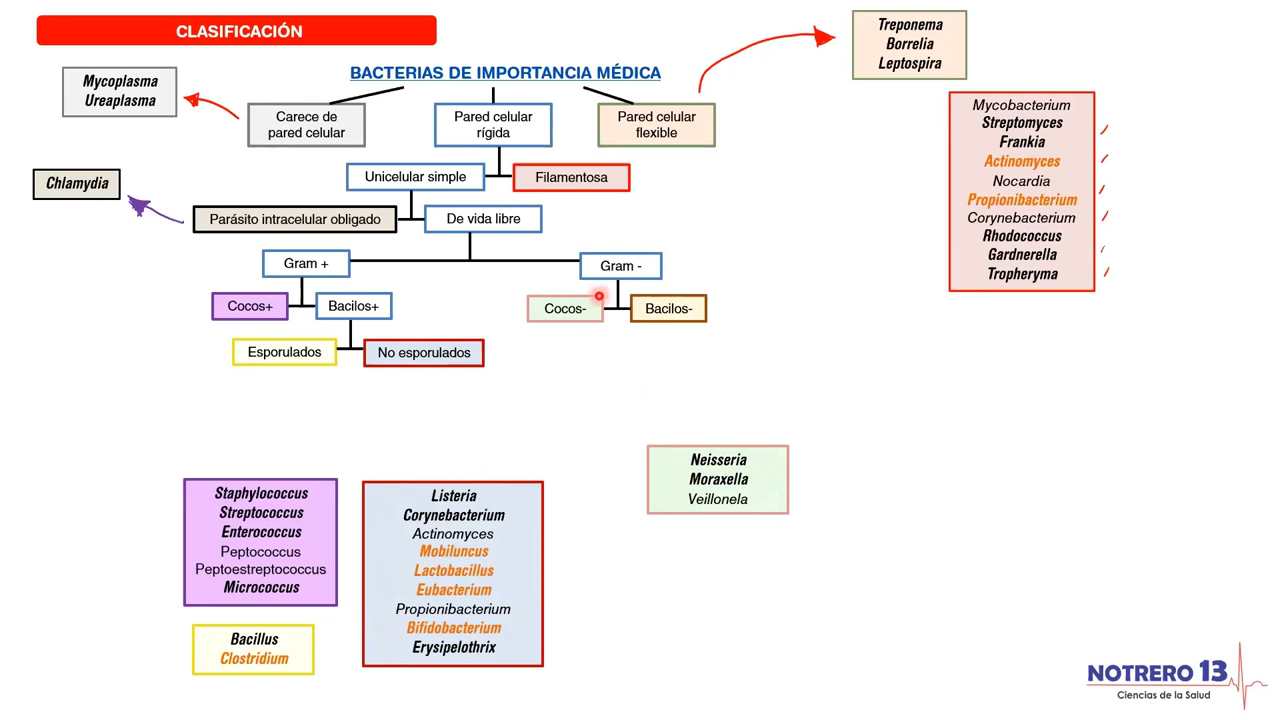 CLASIFICACIÓN
BACTERIAS DE IMPORTANCIA MÉDICA
Treponema
Borrelia
Leptospira
Mycoplasma
Ureaplasma
Carece de
pared celular
Pared celular
rígida
Pared celular
flexible
Mycobacterium
Streptomyces
Frankia
Actinomyces
Nocardia
Propionibacterium
Corynebacterium
Rhodococcus
Gardnerella
Tropheryma
Unicelular simple
Filamentosa
Chlamydia
Parásito intracelular obligado
De vida libre
Gram +
Gram -
Cocos+
Bacilos+
Cocos-
Bacilos-
Esporulados
No esporulados
Neisseria
Moraxella
Veillonela
Staphylococcus
Streptococcus
Enterococcus
Peptococcus
Peptoestreptococcus
Micrococcus
Listeria
Corynebacterium
Actinomyces
Mobiluncus
Lactobacillus
Eubacterium
Propionibacterium
Bifidobacterium
Erysipelothrix
Bacillus
Clostridium
NOTRERO 13
Ciencias de la Salud